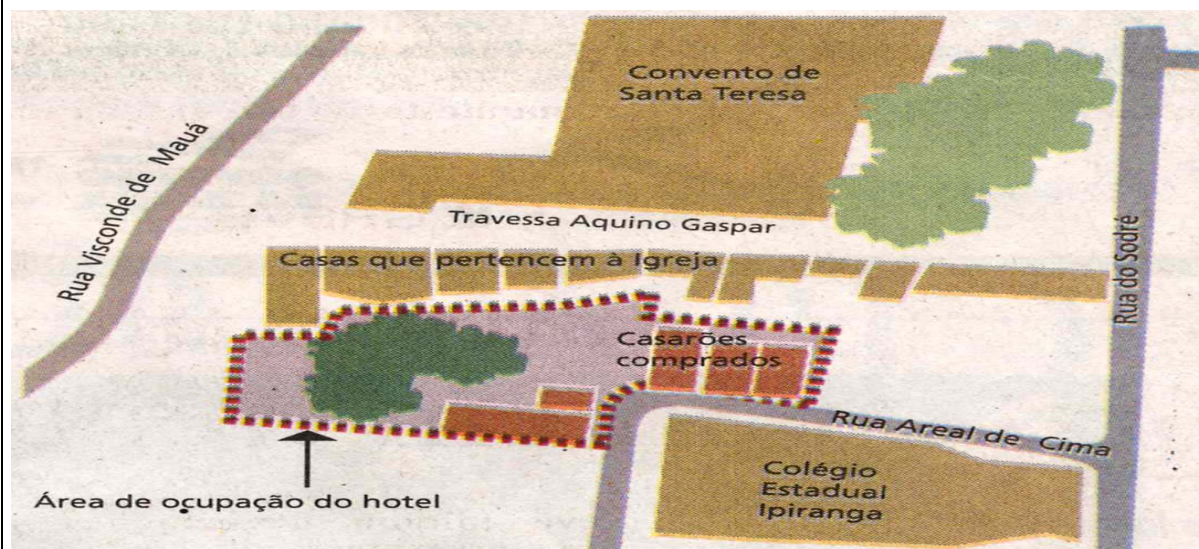 Convento de
Santa Teresa
Rua Visconde de Mauá
Travessa Aquino Gaspar
Casas que pertencem à Igreja
Rua do Sodré
Casarões
comprados
Rua Areal de Cima
Colégio
Estadual
Ipiranga
Área de ocupação do hotel